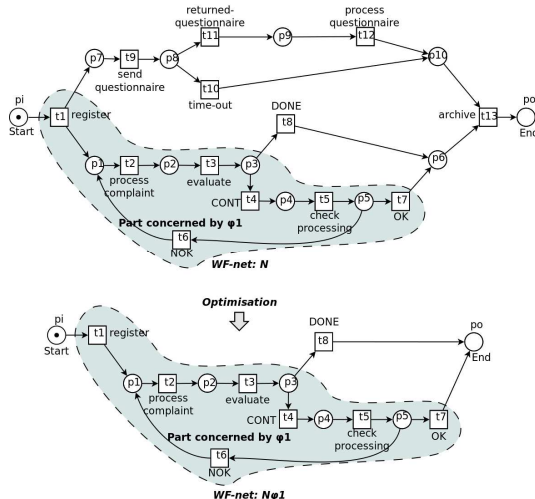 returned-
questionnaire
process
questionnaire
t11
p9
t12
p7
t9
p8
p10
send
questionnaire
t10
time-out
pi
Start
t1
register
DONE
t8
archive
t13
po
End
p1
t2
p2
t3
p3
p6
process
complaint
evaluate
CONT
t4
p4
t5
p5
t7
OK
check
processing
Part concerned by φ1
t6
NOK
WF-net: N
Optimisation
pi
Start
t1
register
DONE
t8
po
End
p1
t2
p2
t3
p3
process
complaint
evaluate
CONT
t4
p4
t5
p5
t7
OK
check
processing
Part concerned by φ1
t6
NOK
WF-net: Nφ1